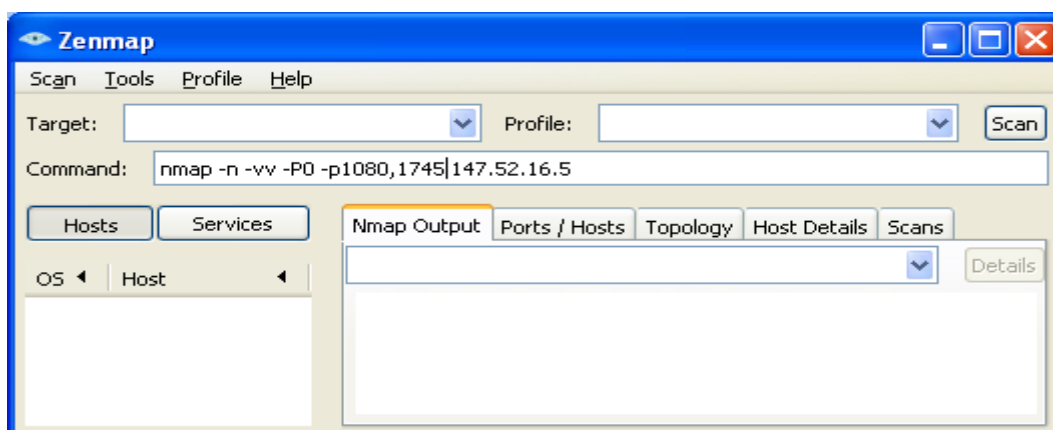 Zenmap
Scan Tools Profile Help
Target: Profile: Scan
Command: nmap -n -vv -P0 -p1080,1745 147.52.16.5
Hosts Services
Nmap Output Ports / Hosts Topology Host Details Scans
OS Host
Details